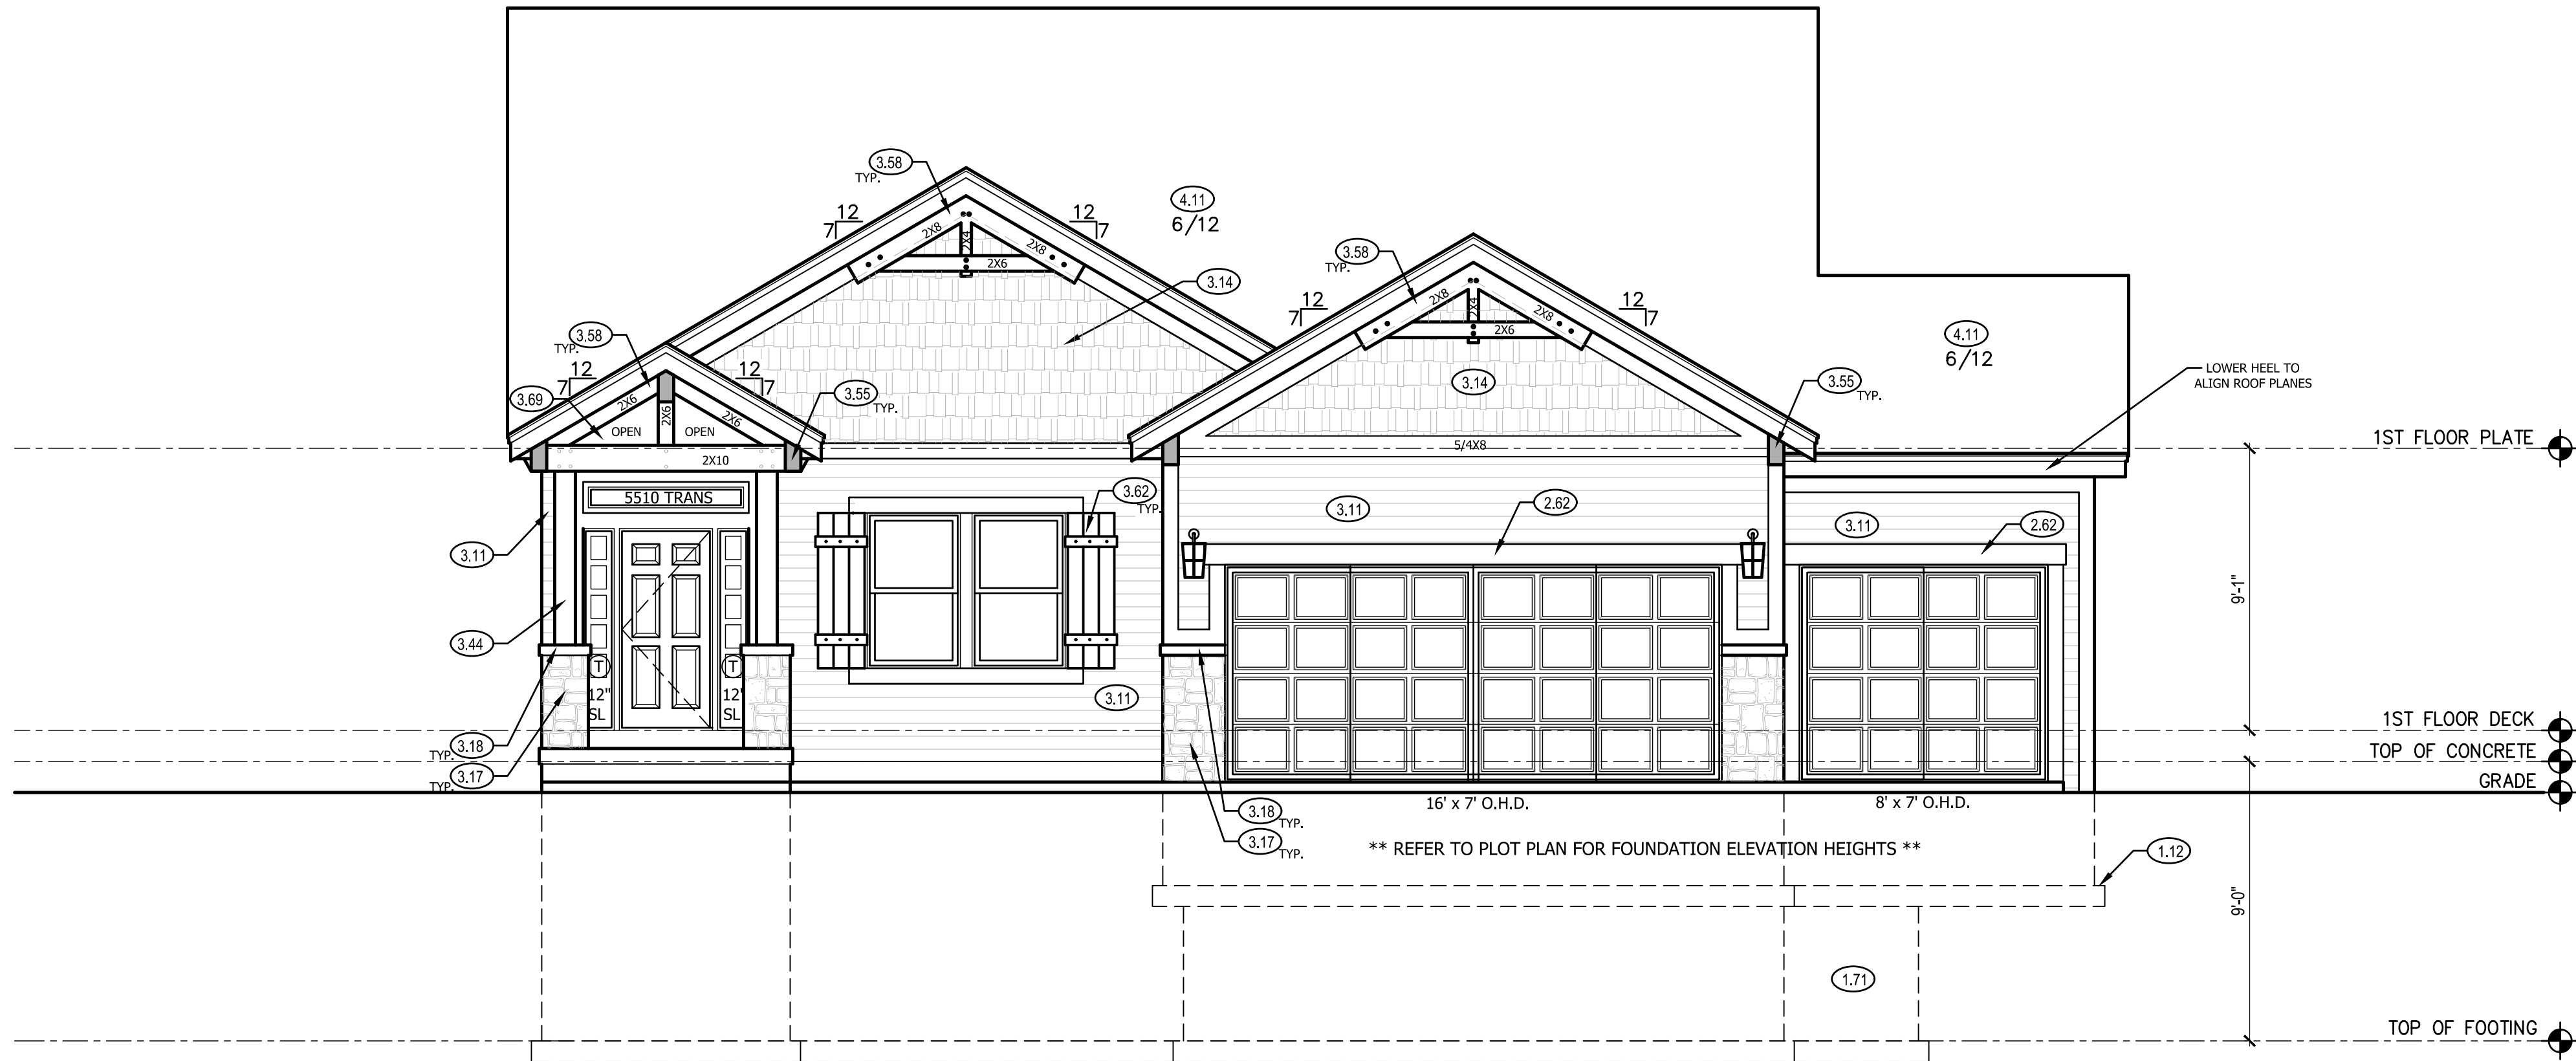 3.58
TYP.
12
7
12
7
4.11
6/12
2X8
2X4
2X8
2X6
3.14
3.58
TYP.
12
7
12
7
2X8
2X4
2X8
2X6
3.14
4.11
6/12
LOWER HEEL TO
ALIGN ROOF PLANES
3.58
TYP.
12
7
12
7
3.69
2X6
2X6
2X6
OPEN
OPEN
3.55
TYP.
3.55
TYP.
2X10
5/4X8
1ST FLOOR PLATE
5510 TRANS
3.62
TYP.
3.11
2.62
3.11
2.62
3.11
3.44
9'-1"
T
12"
SL
T
12"
SL
3.11
3.18
TYP.
3.17
TYP.
1ST FLOOR DECK
TOP OF CONCRETE
GRADE
16' x 7' O.H.D.
8' x 7' O.H.D.
3.18
TYP.
3.17
TYP.
** REFER TO PLOT PLAN FOR FOUNDATION ELEVATION HEIGHTS **
1.12
9'-0"
1.71
TOP OF FOOTING